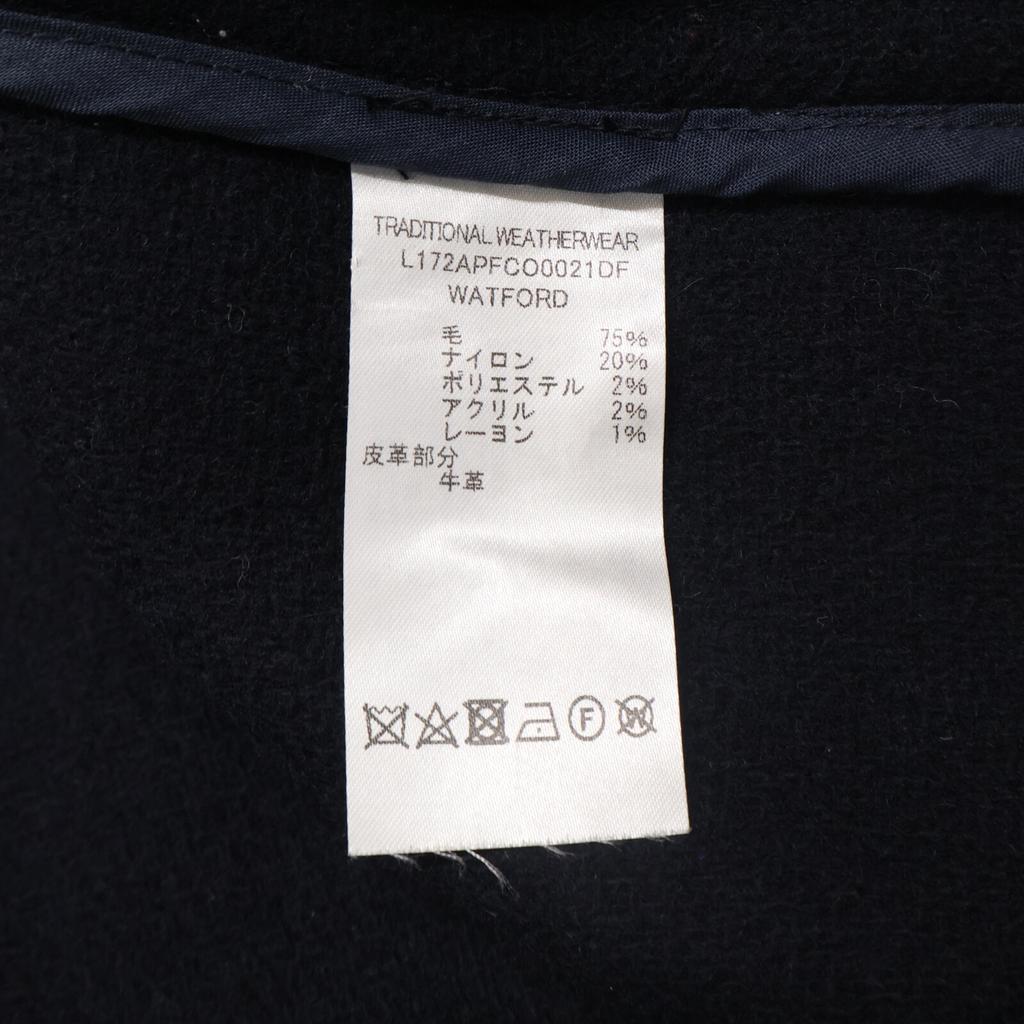 TRADITIONAL WEATHERWEAR
L172APFCO0021DF
WATFORD
毛 75%
ナイロン 20%
ポリエステル 2%
アクリル 2%
レーヨン 1%
皮革部分
牛革
F
W